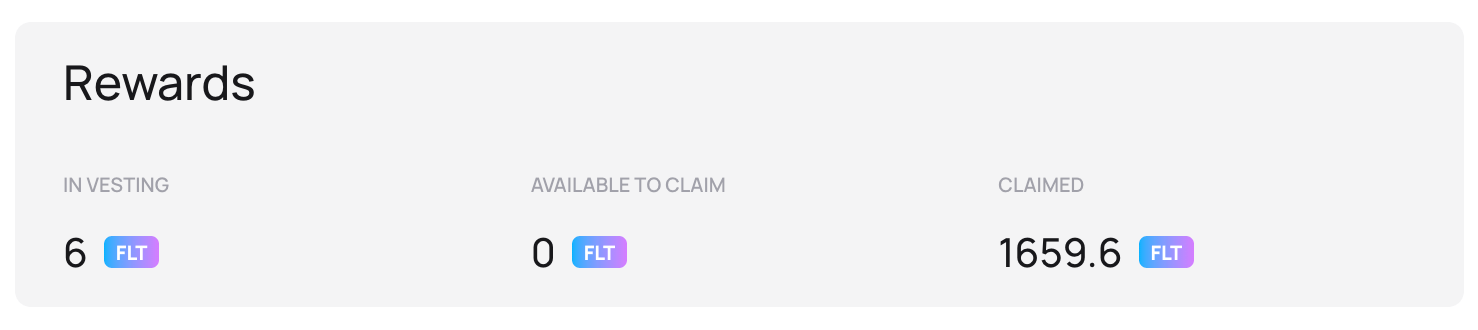 Rewards
IN VESTING AVAILABLE TO CLAIM CLAIMED
6 FLT 0 FLT 1659.6 FLT